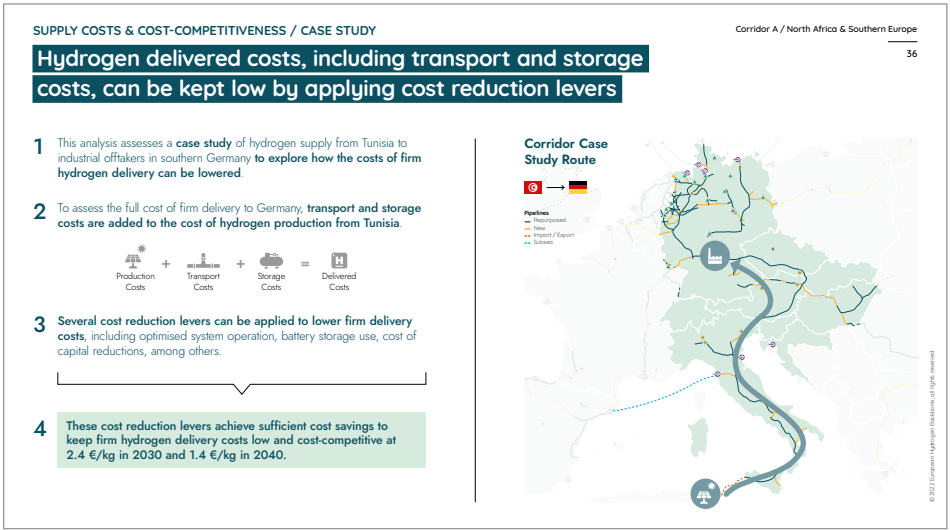 SUPPLY COSTS & COST-COMPETITIVENESS / CASE STUDY
Corridor A / North Africa & Southern Europe
36
Hydrogen delivered costs, including transport and storage
costs, can be kept low by applying cost reduction levers
1
This analysis assesses a case study of hydrogen supply from Tunisia to
industrial offtakers in southern Germany to explore how the costs of firm
hydrogen delivery can be lowered.
2
To assess the full cost of firm delivery to Germany, transport and storage
costs are added to the cost of hydrogen production from Tunisia.
+ + =
H
Production Transport Storage Delivered
Costs Costs Costs Costs
3
Several cost reduction levers can be applied to lower firm delivery
costs, including optimised system operation, battery storage use, cost of
capital reductions, among others.
4
These cost reduction levers achieve sufficient cost savings to
keep firm hydrogen delivery costs low and cost-competitive at
2.4 €/kg in 2030 and 1.4 €/kg in 2040.
Corridor Case
Study Route
Pipelines
Repurposed
New
Import / Export
Subsea
© 2022 European Hydrogen Backbone, all rights reserved